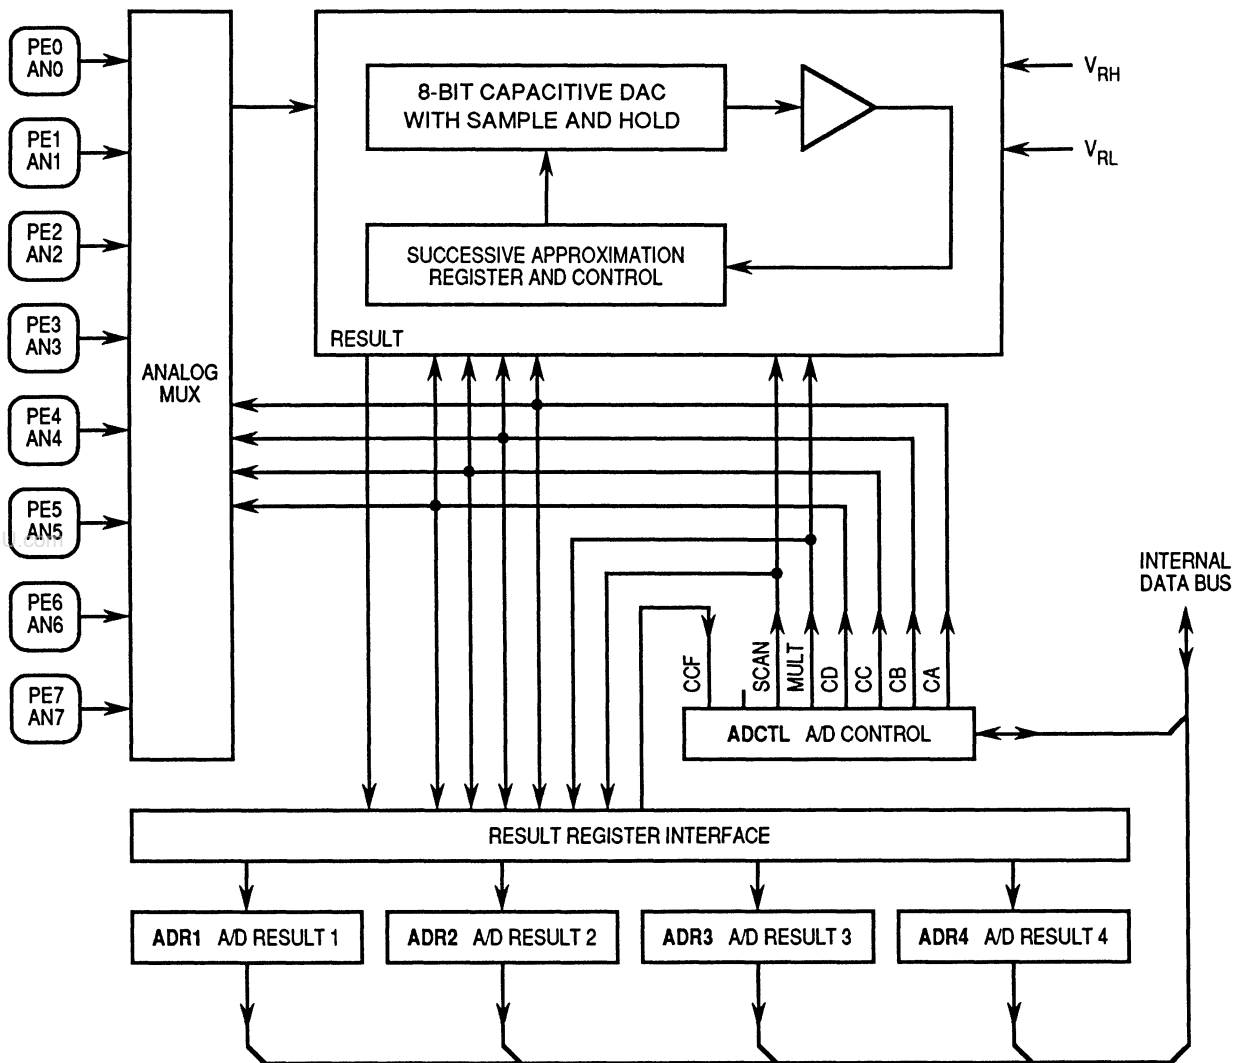 PE0
AN0
PE1
AN1
PE2
AN2
PE3
AN3
PE4
AN4
PE5
AN5
PE6
AN6
PE7
AN7
ANALOG
MUX
8-BIT CAPACITIVE DAC
WITH SAMPLE AND HOLD
SUCCESSIVE APPROXIMATION
REGISTER AND CONTROL
RESULT
VRH
VRL
INTERNAL
DATA BUS
CCF
SCAN
MULT
CD
CC
CB
CA
ADCTL A/D CONTROL
RESULT REGISTER INTERFACE
ADR1 A/D RESULT 1
ADR2 A/D RESULT 2
ADR3 A/D RESULT 3
ADR4 A/D RESULT 4